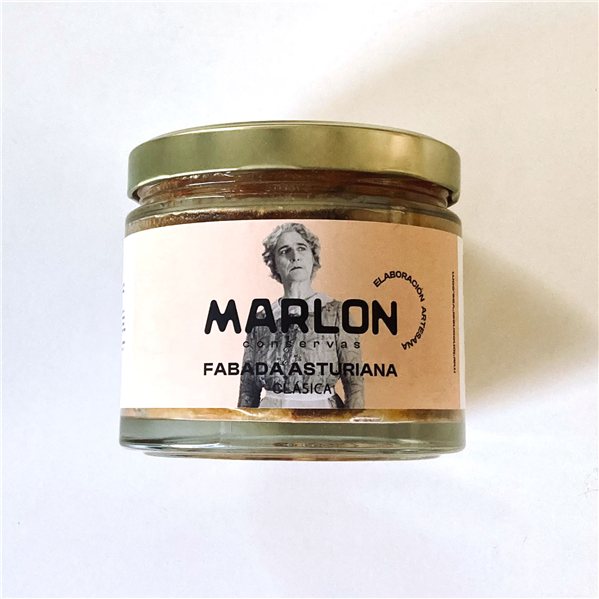 MARLON
conservas
FABADA ASTURIANA
CLÁSICA
ELABORACIÓN ARTESANA